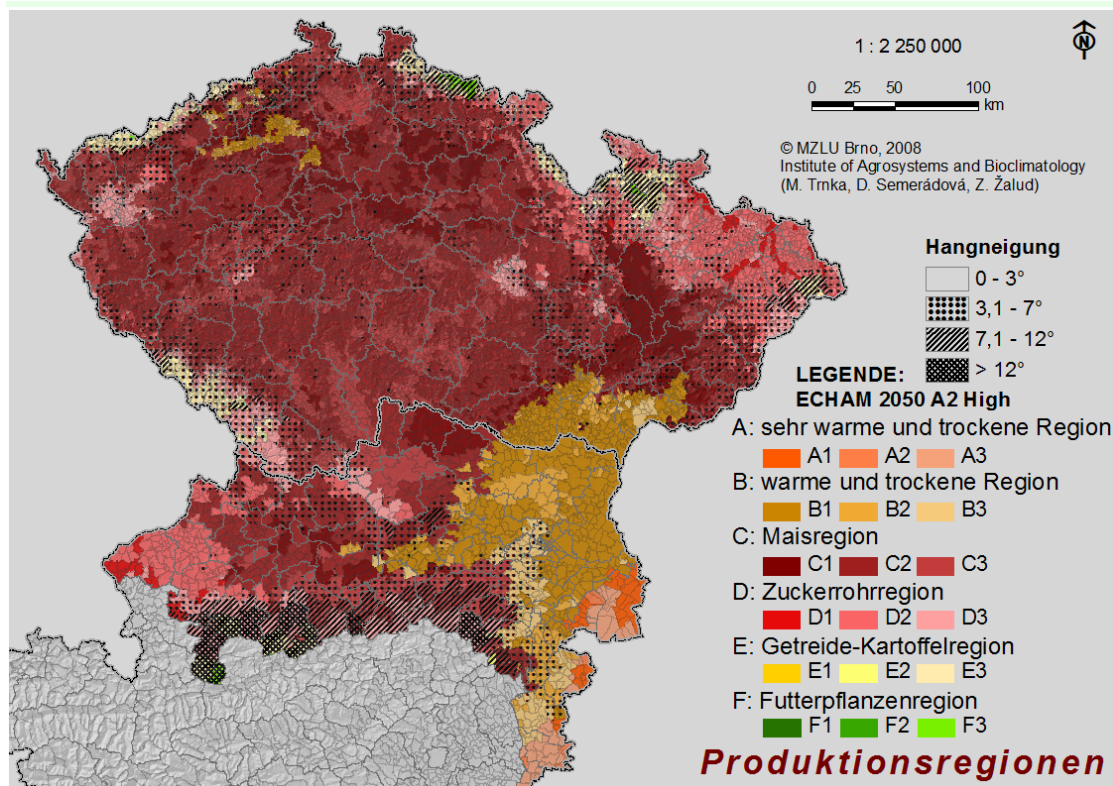 1 : 2 250 000
N
0 25 50 100
km
© MZLU Brno, 2008
Institute of Agrosystems and Bioclimatology
(M. Trnka, D. Semerádová, Z. Žalud)
Hangneigung
0 - 3°
3,1 - 7°
7,1 - 12°
> 12°
LEGENDE:
ECHAM 2050 A2 High
A: sehr warme und trockene Region
A1 A2 A3
B: warme und trockene Region
B1 B2 B3
C: Maisregion
C1 C2 C3
D: Zuckerrohrregion
D1 D2 D3
E: Getreide-Kartoffelregion
E1 E2 E3
F: Futterpflanzenregion
F1 F2 F3
Produktionsregionen